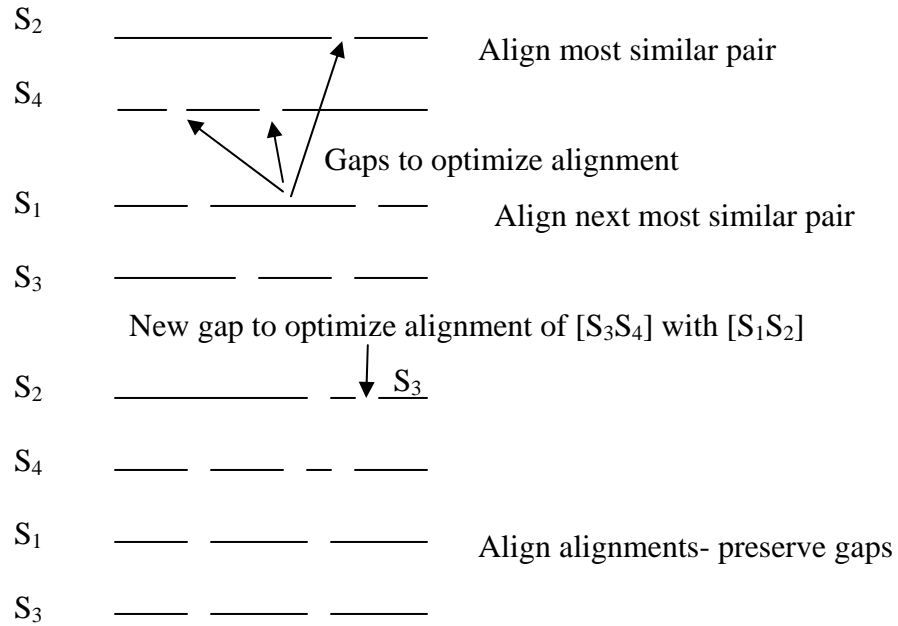 S₂
Align most similar pair
S₄
Gaps to optimize alignment
S₁
Align next most similar pair
S₃
New gap to optimize alignment of [S₃S₄] with [S₁S₂]
S₂
S₃
S₄
S₁
Align alignments- preserve gaps
S₃